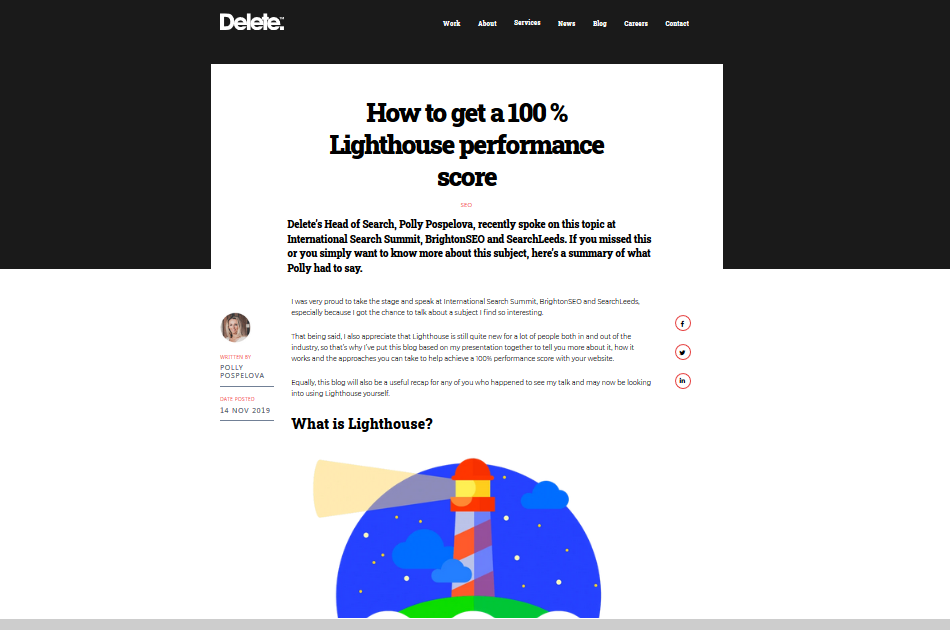 Delete.
Work About Services News Blog Careers Contact
How to get a 100 %
Lighthouse performance
score
SEO
Delete's Head of Search, Polly Pospelova, recently spoke on this topic at
International Search Summit, BrightonSEO and SearchLeeds. If you missed this
or you simply want to know more about this subject, here's a summary of what
Polly had to say.
I was very proud to take the stage and speak at International Search Summit, BrightonSEO and SearchLeeds,
especially because I got the chance to talk about a subject I find so interesting.
WRITTEN BY
POLLY
POSPELOVA
DATE POSTED
14 NOV 2019
That being said, I also appreciate that Lighthouse is still quite new for a lot of people both in and out of the
industry, so that's why I've put this blog based on my presentation together to tell you more about it, how it
works and the approaches you can take to help achieve a 100% performance score with your website.
Equally, this blog will also be a useful recap for any of you who happened to see my talk and may now be looking
into using Lighthouse yourself.
What is Lighthouse?